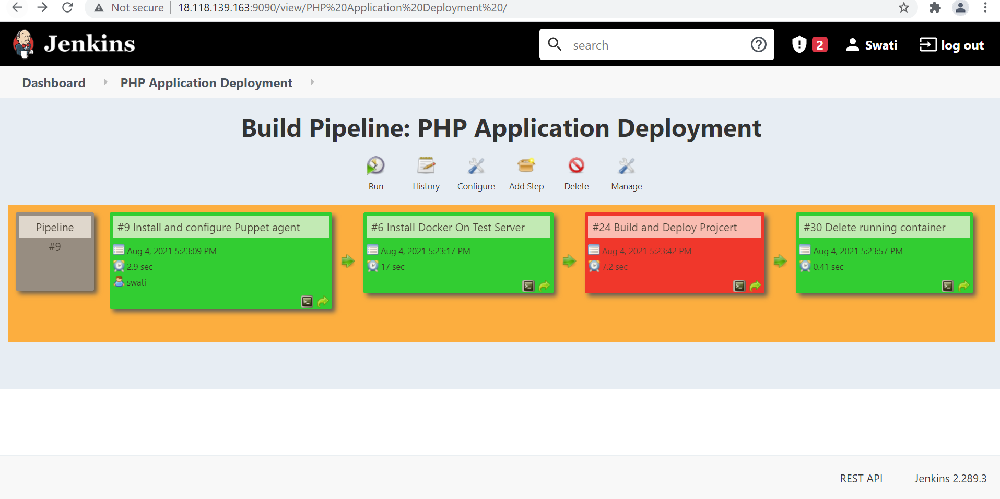 Not secure | 18.118.139.163:9090/view/PHP%20Application%20Deployment%20/
Jenkins
search
2
Swati
log out
Dashboard
PHP Application Deployment
Build Pipeline: PHP Application Deployment
Run
History
Configure
Add Step
Delete
Manage
Pipeline
#9
#9 Install and configure Puppet agent
Aug 4, 2021 5:23:09 PM
2.9 sec
swati
#6 Install Docker On Test Server
Aug 4, 2021 5:23:17 PM
17 sec
#24 Build and Deploy Projcert
Aug 4, 2021 5:23:42 PM
7.2 sec
#30 Delete running container
Aug 4, 2021 5:23:57 PM
0.41 sec
REST API
Jenkins 2.289.3